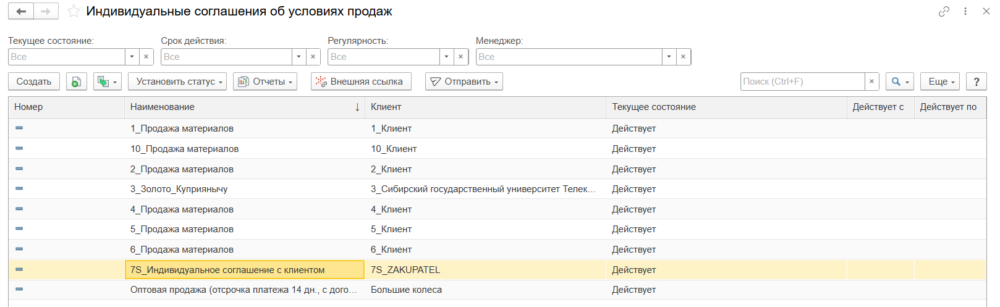 Индивидуальные соглашения об условиях продаж
Текущее состояние: Срок действия: Регулярность: Менеджер:
Все Все Все Все
Создать Установить статус Отчеты Внешняя ссылка Отправить Поиск (Ctrl+F) × Еще ?
Номер Наименование ↓ Клиент Текущее состояние Действует с Действует по
1_Продажа материалов 1_Клиент Действует
10_Продажа материалов 10_Клиент Действует
2_Продажа материалов 2_Клиент Действует
3_Золото_Куприянычу 3_Сибирский государственный университет Телек... Действует
4_Продажа материалов 4_Клиент Действует
5_Продажа материалов 5_Клиент Действует
6_Продажа материалов 6_Клиент Действует
7S_Индивидуальное соглашение с клиентом 7S_ZAKUPATEL Действует
Оптовая продажа (отсрочка платежа 14 дн., с дого... Большие колеса Действует